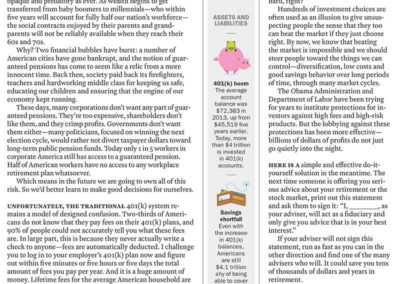 opaque and predatory as ever. As wealth begins to get
transferred from baby boomers to millennials—who within
five years will account for fully half our nation's workforce—
the social contracts enjoyed by their parents and grand-
parents will not be reliably available when they reach their
60s and 70s.
Why? Two financial bubbles have burst: a number of
American cities have gone bankrupt, and the notion of guar-
anteed pensions has come to seem like a relic from a more
innocent time. Back then, society paid back its firefighters,
teachers and hardworking middle class for keeping us safe,
educating our children and ensuring that the engine of our
economy kept running.
These days, many corporations don't want any part of guar-
anteed pensions. They're too expensive, shareholders don't
like them, and they crimp profits. Governments don't want
them either—many politicians, focused on winning the next
election cycle, would rather not divert taxpayer dollars toward
long-term public pension funding. Today only 1 in 5 workers in
corporate America still has access to a guaranteed pension.
Half of American workers have no access to any workplace
retirement plan whatsoever.
Which means in the future we are going to own all of this
risk. So we'd better learn to make good decisions for ourselves.
UNFORTUNATELY, THE TRADITIONAL 401(k) system re-
mains a model of designed confusion. Two-thirds of Ameri-
cans do not know that they pay fees on their 401(k) plans, and
90% of people could not accurately tell you what these fees
are. In large part, this is because they never actually write a
check to anyone—fees are automatically deducted. I challenge
you to log in to your employer's 401(k) plan now and figure
out within five minutes or five hours or five days the total
amount of fees you pay per year. And it is a huge amount of
money. Lifetime fees for the average American household are
ASSETS AND
LIABILITIES
401(k) boom
The average
account balance
was
$72,383 in
2013, up from
$45,519 five
years earlier.
Today, more
than $4 trillion
is invested
in 401(k)
accounts.
Savings
shortfall
Even with
the increase
in 401(k)
balances,
Americans
are still
$4.1 trillion
shy of being
able to cover
hard, right?
Hundreds of investment choices are
often used as an illusion to give unsus-
pecting people the sense that they too
can beat the market if they just choose
right. By now, we know that beating
the market is impossible and we should
steer people toward the things we can
control—diversification, low costs and
good savings behavior over long periods
of time, through many market cycles.
The Obama Administration and
Department of Labor have been trying
for years to institute protections for in-
vestors against high fees and high-risk
products. But the lobbying against these
protections has been more effective—
billions of dollars of profits do not just
go quietly into the night.
HERE IS A simple and effective do-it-
yourself solution in the meantime. The
next time someone is offering you seri-
ous advice about your retirement or the
stock market, print out this statement
and ask them to sign it: "I, ________, as
your adviser, will act as a fiduciary and
only give you advice that is in your best
interest."
If your adviser will not sign this
statement, run as fast as you can in the
other direction and find one of the many
advisers who will. It could save you tens
of thousands of dollars and years in
retirement.